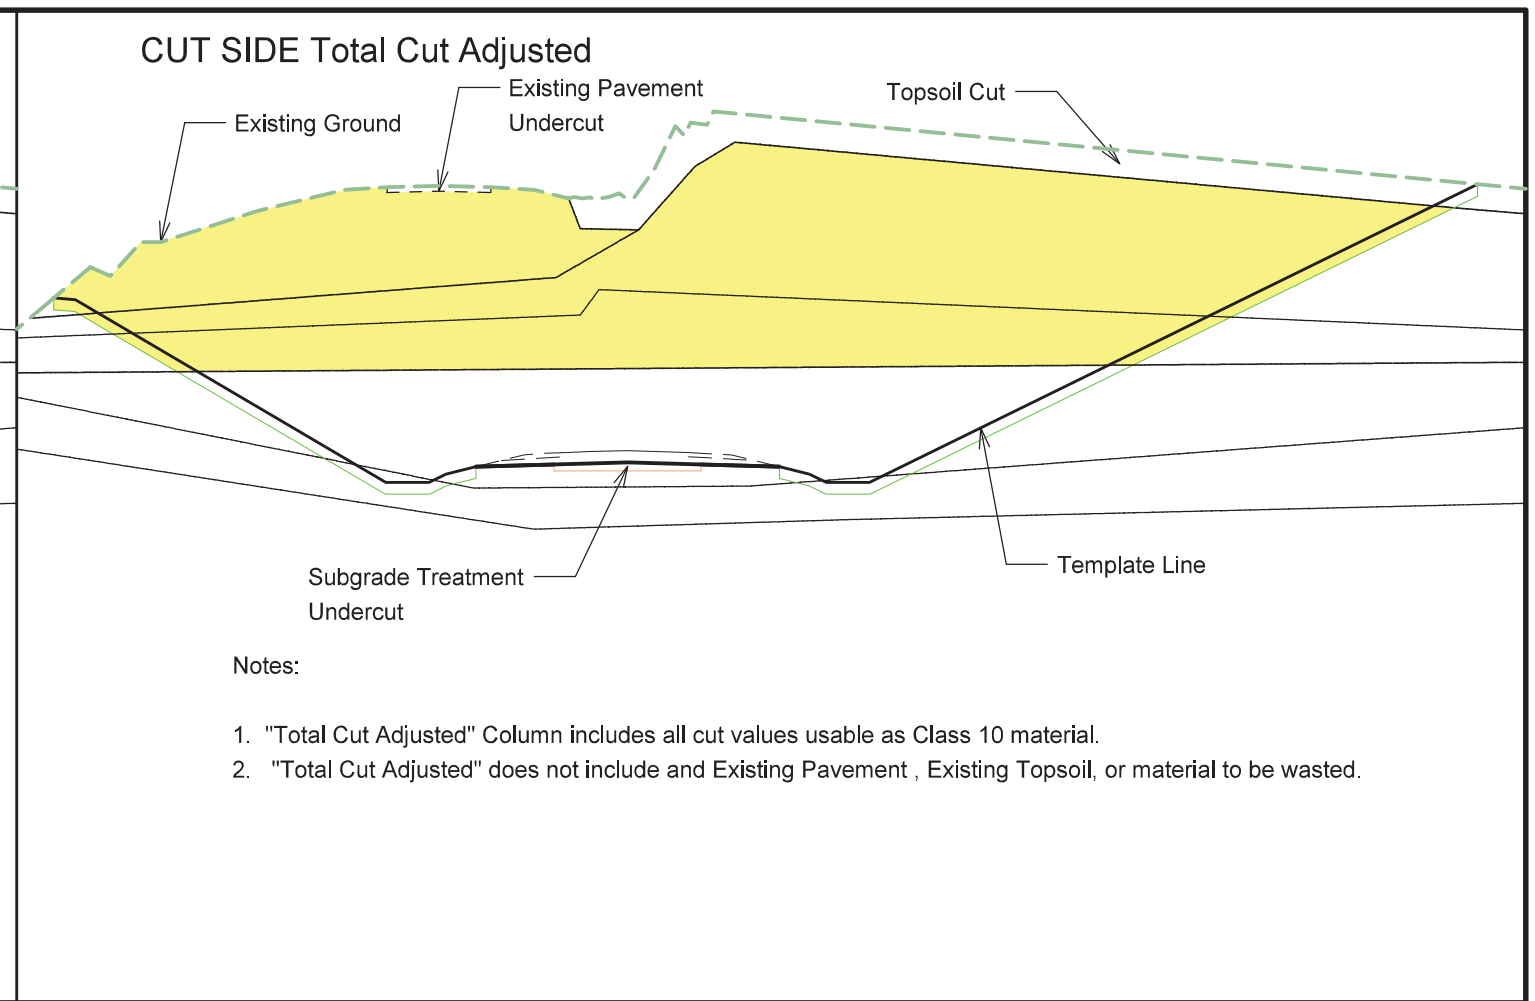 CUT SIDE Total Cut Adjusted
Existing Pavement
Undercut
Topsoil Cut
Existing Ground
Template Line
Subgrade Treatment
Undercut
Notes:
1. "Total Cut Adjusted" Column includes all cut values usable as Class 10 material.
2. "Total Cut Adjusted" does not include and Existing Pavement , Existing Topsoil, or material to be wasted.